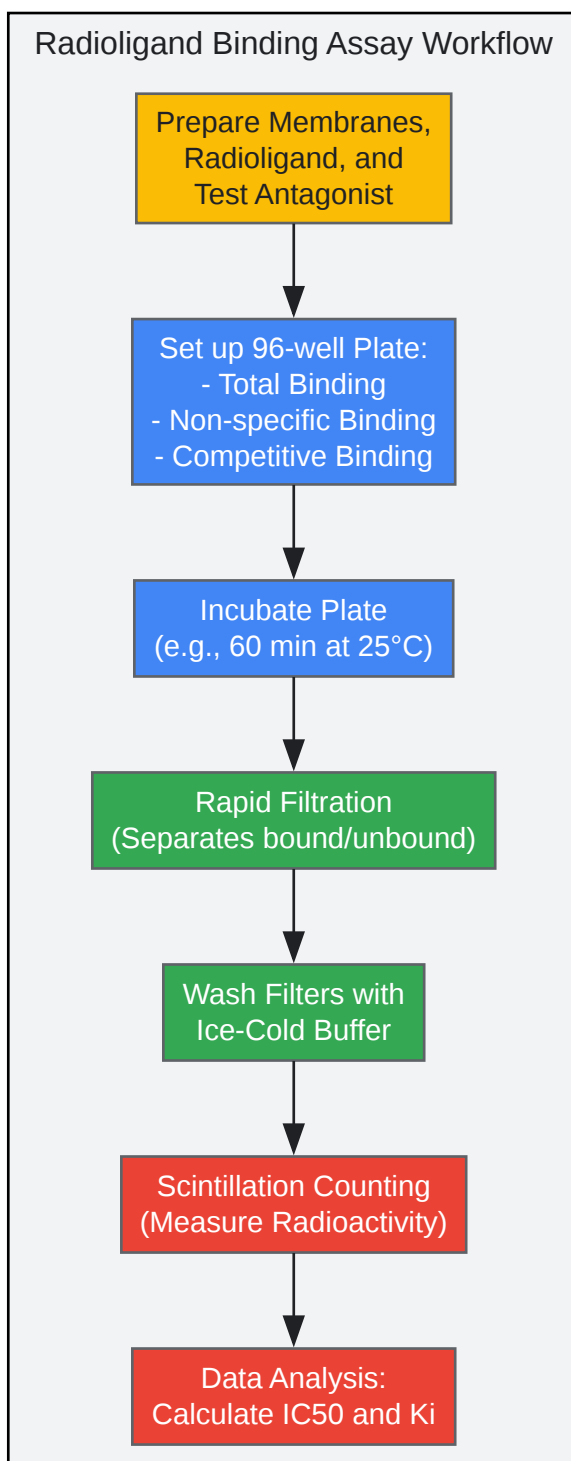 Radioligand Binding Assay Workflow
Prepare Membranes,
Radioligand, and
Test Antagonist
Set up 96-well Plate:
- Total Binding
- Non-specific Binding
- Competitive Binding
Incubate Plate
(e.g., 60 min at 25°C)
Rapid Filtration
(Separates bound/unbound)
Wash Filters with
Ice-Cold Buffer
Scintillation Counting
(Measure Radioactivity)
Data Analysis:
Calculate IC50 and Ki